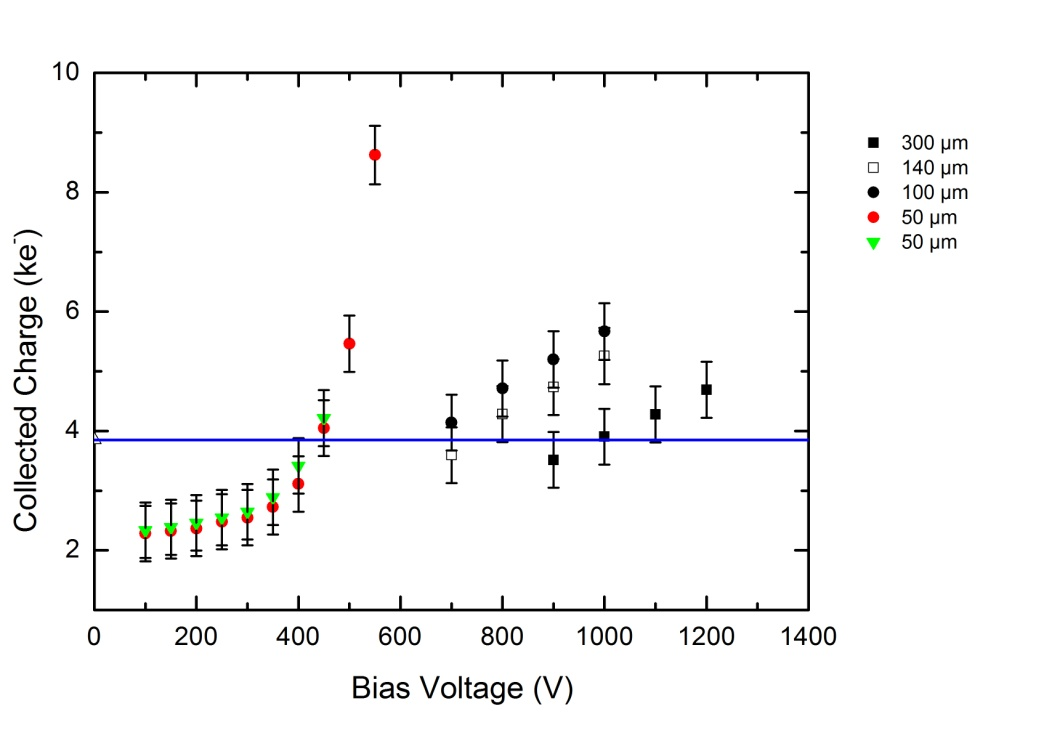 10
8
6
4
2
0 200 400 600 800 1000 1200 1400
Collected Charge (ke⁻)
Bias Voltage (V)
300 µm
140 µm
100 µm
50 µm
50 µm